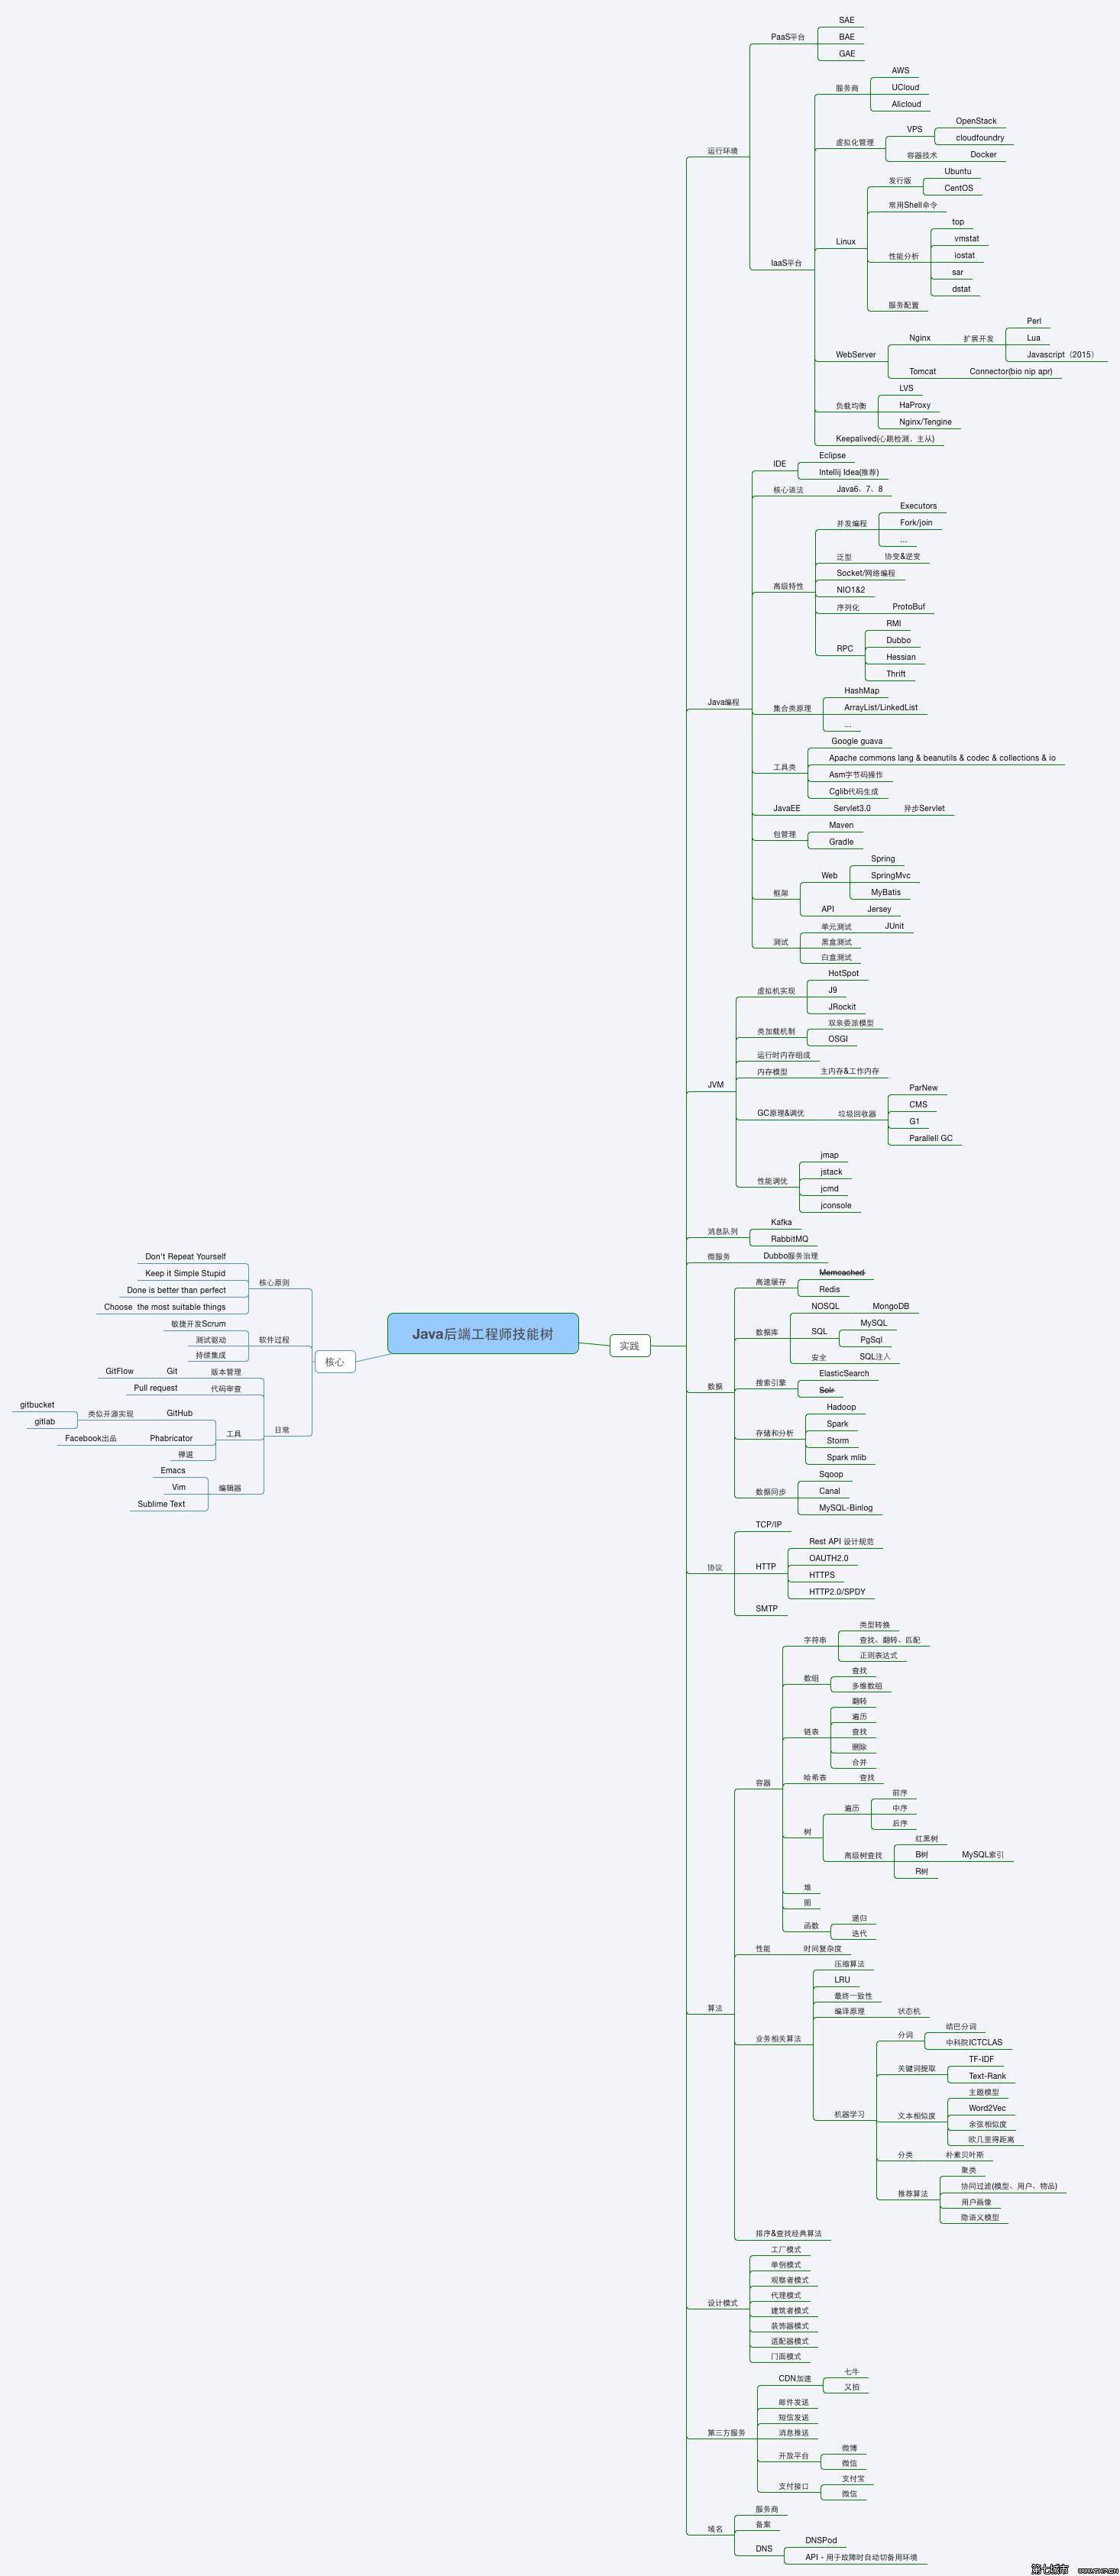 SAE
PaaS平台
BAE
GAE
AWS
服务商
UCloud
Alicloud
OpenStack
VPS
cloudfoundry
虚拟化管理
容器技术
Docker
运行环境
Ubuntu
发行版
CentOS
常用Shell命令
top
vmstat
Linux
性能分析
iostat
IaaS平台
sar
dstat
服务配置
Perl
Nginx
扩展开发
Lua
WebServer
Javascript（2015）
Tomcat
Connector(bio nip apr)
LVS
负载均衡
HaProxy
Nginx/Tengine
Keepalived(心跳检测，主从)
Eclipse
IDE
Intellij Idea(推荐)
核心语法
Java6、7、8
Executors
并发编程
Fork/join
...
泛型
协变&逆变
Socket/网络编程
高级特性
NIO1&2
序列化
ProtoBuf
RMI
Dubbo
RPC
Hessian
Thrift
HashMap
Java编程
集合类原理
ArrayList/LinkedList
...
Google guava
Apache commons lang & beanutils & codec & collections & io
工具类
Asm字节码操作
Cglib代码生成
JavaEE
Servlet3.0
异步Servlet
Maven
包管理
Gradle
Spring
Web
SpringMvc
框架
MyBatis
API
Jersey
单元测试
JUnit
测试
黑盒测试
白盒测试
HotSpot
虚拟机实现
J9
JRockit
双亲委派模型
类加载机制
OSGI
运行时内存组成
内存模型
主内存&工作内存
JVM
ParNew
CMS
GC原理&调优
垃圾回收器
G1
Parallell GC
jmap
jstack
性能调优
jcmd
jconsole
Kafka
消息队列
RabbitMQ
微服务
Dubbo服务治理
Memcached
高速缓存
Redis
NOSQL
MongoDB
数据库
SQL
MySQL
PgSql
安全
SQL注入
ElasticSearch
数据
搜索引擎
Solr
Hadoop
Spark
存储和分析
Storm
Spark mlib
Sqoop
数据同步
Canal
MySQL-Binlog
Don't Repeat Yourself
Keep it Simple Stupid
核心原则
Done is better than perfect
Choose  the most suitable things
敏捷开发Scrum
测试驱动
软件过程
持续集成
Java后端工程师技能树
实践
核心
GitFlow
Git
版本管理
Pull request
代码审查
gitbucket
类似开源实现
GitHub
gitlab
工具
日常
Facebook出品
Phabricator
禅道
Emacs
Vim
编辑器
Sublime Text
TCP/IP
Rest API 设计规范
OAUTH2.0
协议
HTTP
HTTPS
HTTP2.0/SPDY
SMTP
类型转换
字符串
查找、翻转、匹配
正则表达式
查找
数组
多维数组
翻转
遍历
链表
查找
删除
合并
容器
哈希表
查找
前序
遍历
中序
后序
树
红黑树
高级树查找
B树
MySQL索引
R树
堆
图
函数
递归
迭代
性能
时间复杂度
压缩算法
LRU
最终一致性
算法
编译原理
状态机
业务相关算法
结巴分词
分词
中科院ICTCLAS
TF-IDF
关键词提取
Text-Rank
主题模型
Word2Vec
机器学习
文本相似度
余弦相似度
欧几里得距离
分类
朴素贝叶斯
聚类
协同过滤(模型、用户、物品)
推荐算法
用户画像
隐语义模型
排序&查找经典算法
工厂模式
单例模式
观察者模式
代理模式
设计模式
建筑者模式
装饰器模式
适配器模式
门面模式
CDN加速
七牛
又拍
邮件发送
短信发送
第三方服务
消息推送
微博
开放平台
微信
支付宝
支付接口
微信
服务商
域名
备案
DNSPod
DNS
API - 用于故障时自动切备用环境
第七城市
WWW.TH7.CN